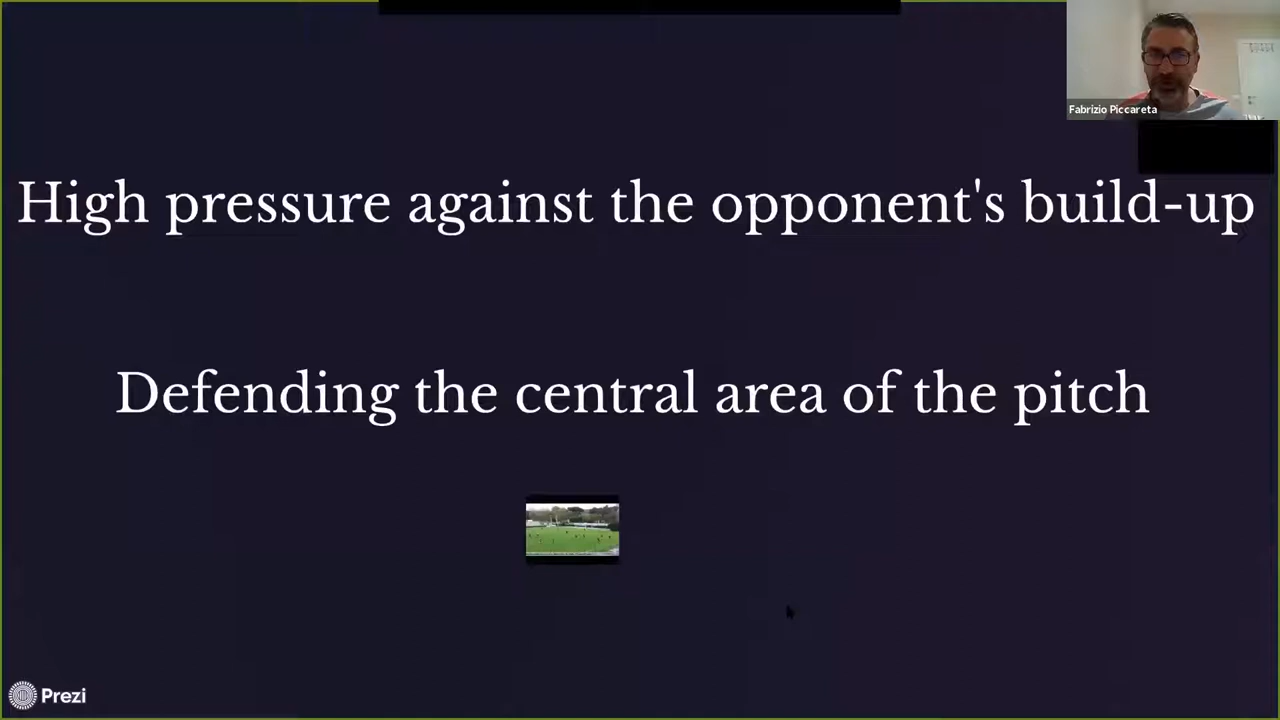 Fabrizio Piccareta
High pressure against the opponent's build-up
Defending the central area of the pitch
Prezi